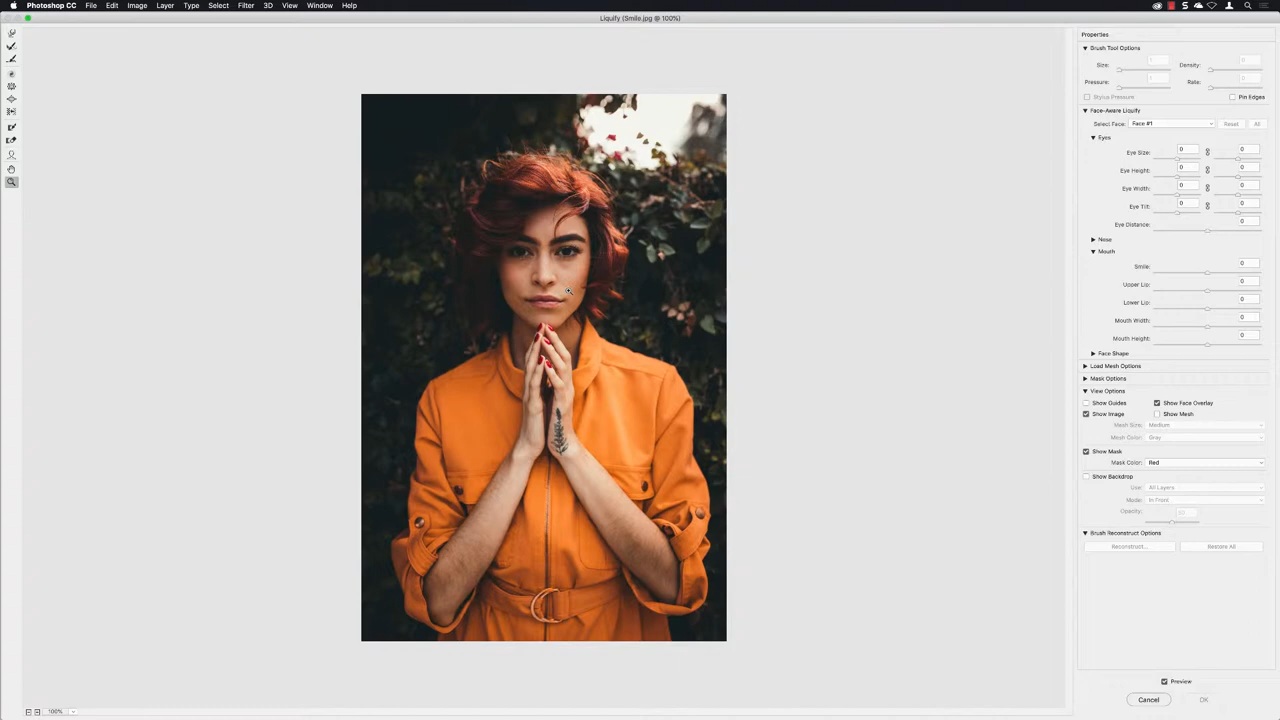 Photoshop CC File Edit Image Layer Type Select Filter 3D View Window Help
Liquify (Smile.jpg @ 100%)
Properties
Brush Tool Options
Size: 1 Density: 0
Pressure: 1 Rate: 0
Stylus Pressure Pin Edges
Face-Aware Liquify
Select Face: Face #1 Reset All
Eyes
Eye Size: 0 0
Eye Height: 0 0
Eye Width: 0 0
Eye Tilt: 0 0
Eye Distance: 0
Nose
Mouth
Smile: 0
Upper Lip: 0
Lower Lip: 0
Mouth Width: 0
Mouth Height: 0
Face Shape
Load Mesh Options
Mask Options
View Options
Show Guides Show Face Overlay
Show Image Show Mesh
Mesh Size: Medium
Mesh Color: Gray
Show Mask
Mask Color: Red
Show Backdrop
Use: All Layers
Mode: In Front
Opacity: 50
Brush Reconstruct Options
Reconstruct... Restore All
Preview
Cancel OK
100%